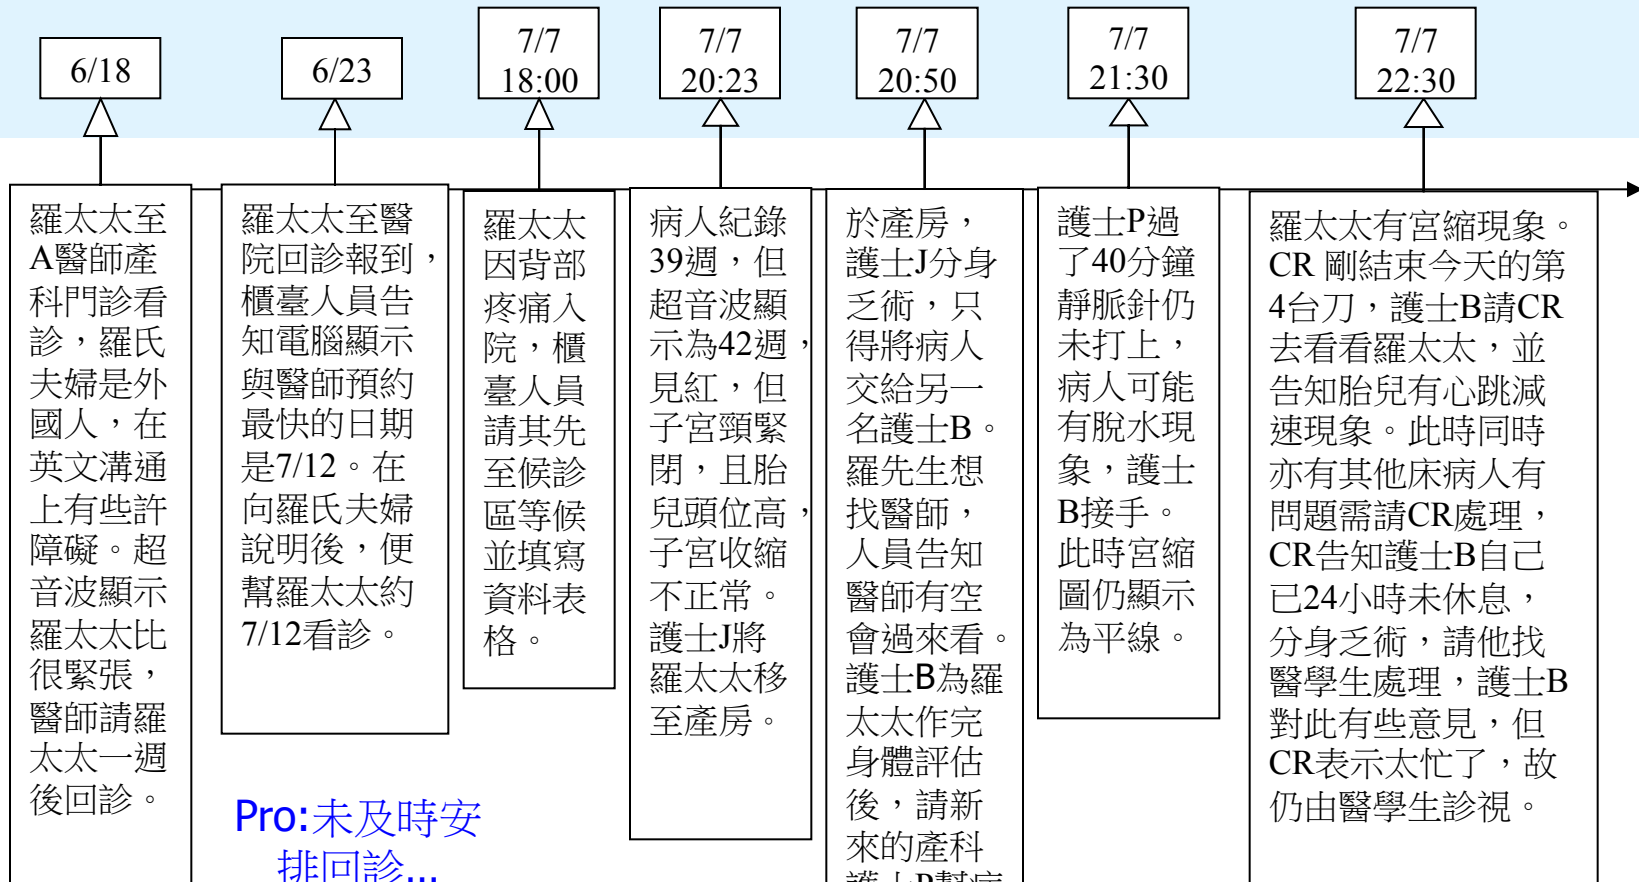 6/18
6/23
7/7
18:00
7/7
20:23
7/7
20:50
7/7
21:30
7/7
22:30
羅太太至
A醫師產
科門診看
診，羅氏
夫婦是外
國人，在
英文溝通
上有些許
障礙。超
音波顯示
羅太太比
很緊張，
醫師請羅
太太一週
後回診。
羅太太至醫
院回診報到，
櫃臺人員告
知電腦顯示
與醫師預約
最快的日期
是7/12。在
向羅氏夫婦
說明後，便
幫羅太太約
7/12看診。
Pro:未及時安
排回診...
羅太太
因背部
疼痛入
院，櫃
臺人員
請其先
至候診
區等候
並填寫
資料表
格。
病人紀錄
39週，但
超音波顯
示為42週，
見紅，但
子宮頸緊
閉，且胎
兒頭位高，
子宮收縮
不正常。
護士J將
羅太太移
至產房。
於產房，
護士J分身
乏術，只
得將病人
交給另一
名護士B。
羅先生想
找醫師，
人員告知
醫師有空
會過來看。
護士B為羅
太太作完
身體評估
後，請新
來的產科
護士P幫病
護士P過
了40分鐘
靜脈針仍
未打上，
病人可能
有脫水現
象，護士
B接手。
此時宮縮
圖仍顯示
為平線。
羅太太有宮縮現象。
CR 剛結束今天的第
4台刀，護士B請CR
去看看羅太太，並
告知胎兒有心跳減
速現象。此時同時
亦有其他床病人有
問題需請CR處理，
CR告知護士B自己
已24小時未休息，
分身乏術，請他找
醫學生處理，護士B
對此有些意見，但
CR表示太忙了，故
仍由醫學生診視。